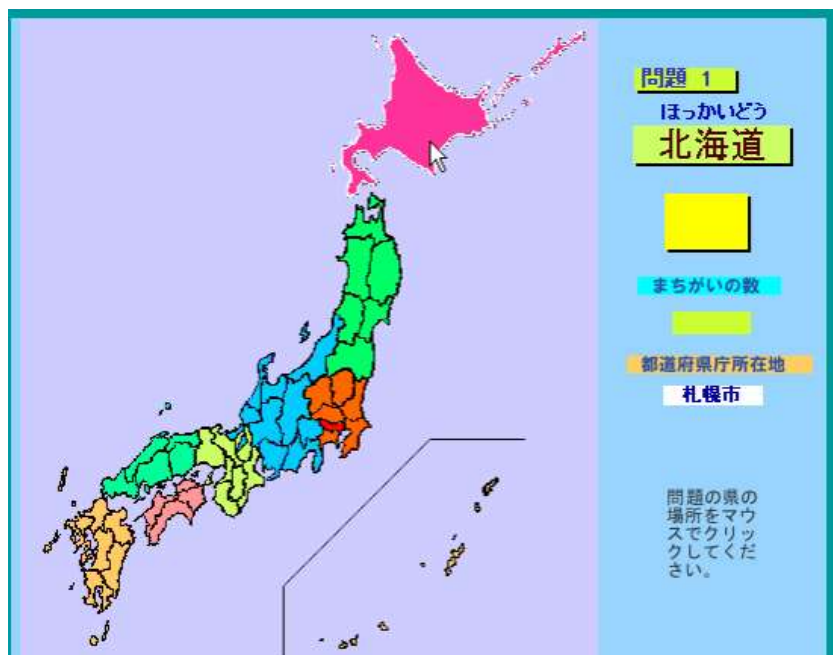 問題 1
ほっかいどう
北海道
まちがいの数
都道府県庁所在地
札幌市
問題の県の
場所をマウ
スでクリッ
クしてくだ
さい。